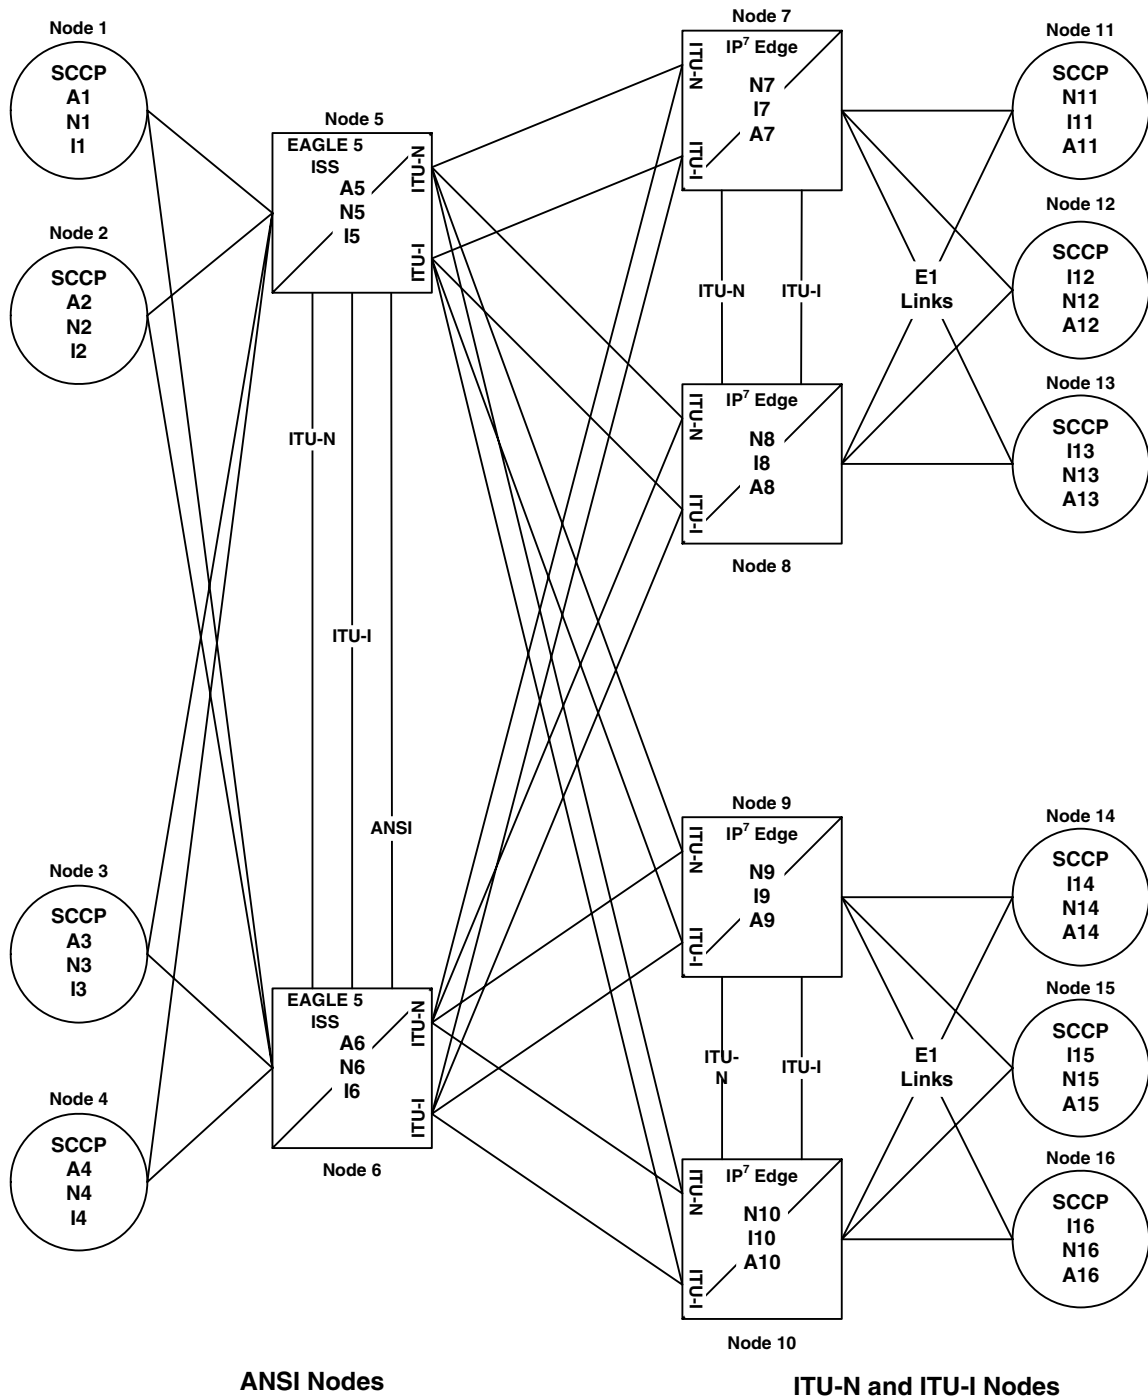 Node 1
SCCP
A1
N1
I1
Node 2
SCCP
A2
N2
I2
Node 3
SCCP
A3
N3
I3
Node 4
SCCP
A4
N4
I4
Node 5
EAGLE 5
ISS
A5
N5
I5
ITU-N
ITU-I
ITU-N
ITU-I
ANSI
EAGLE 5
ISS
A6
N6
I6
ITU-N
ITU-I
Node 6
Node 7
IP7 Edge
N7
I7
A7
ITU-N
ITU-I
ITU-N
ITU-I
IP7 Edge
N8
I8
A8
ITU-N
ITU-I
Node 8
Node 9
IP7 Edge
N9
I9
A9
ITU-N
ITU-I
ITU-
N
ITU-I
IP7 Edge
N10
I10
A10
ITU-N
ITU-I
Node 10
E1
Links
E1
Links
Node 11
SCCP
N11
I11
A11
Node 12
SCCP
I12
N12
A12
Node 13
SCCP
I13
N13
A13
Node 14
SCCP
I14
N14
A14
Node 15
SCCP
I15
N15
A15
Node 16
SCCP
I16
N16
A16
ANSI Nodes
ITU-N and ITU-I Nodes